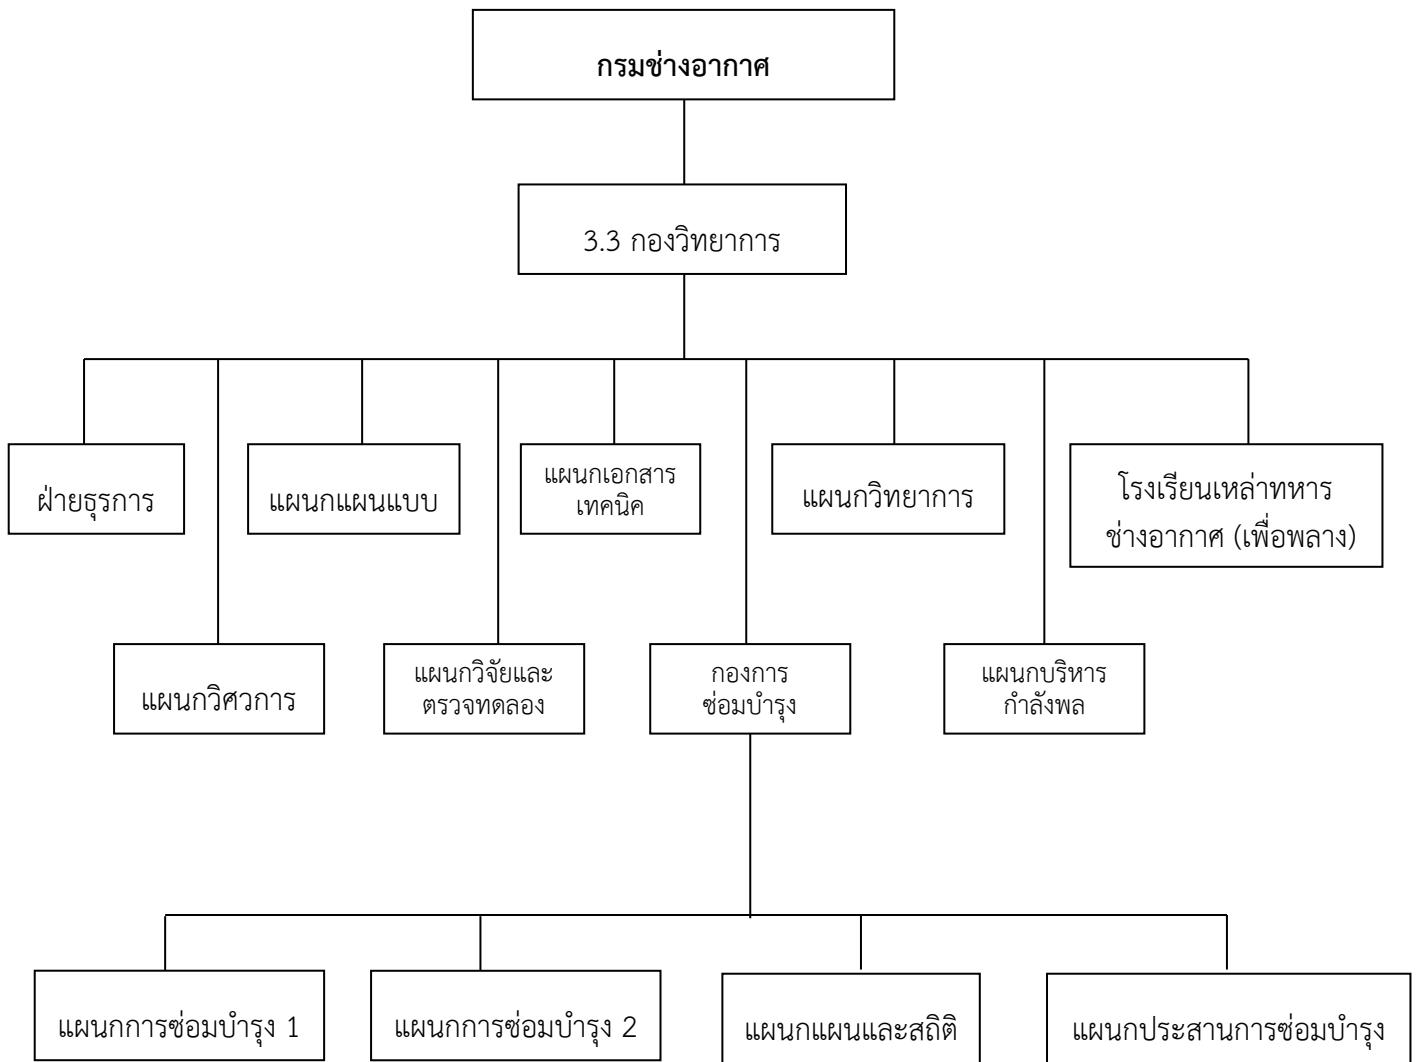 กรมช่างอากาศ
3.3 กองวิทยาการ
ฝ่ายธุรการ
แผนกแผนแบบ
แผนกเอกสาร
เทคนิค
แผนกวิทยาการ
โรงเรียนเหล่าทหาร
ช่างอากาศ (เพื่อพลาง)
แผนกวิศวการ
แผนกวิจัยและ
ตรวจทดลอง
กองการ
ซ่อมบำรุง
แผนกบริหาร
กำลังพล
แผนกการซ่อมบำรุง 1
แผนกการซ่อมบำรุง 2
แผนกแผนและสถิติ
แผนกประสานการซ่อมบำรุง